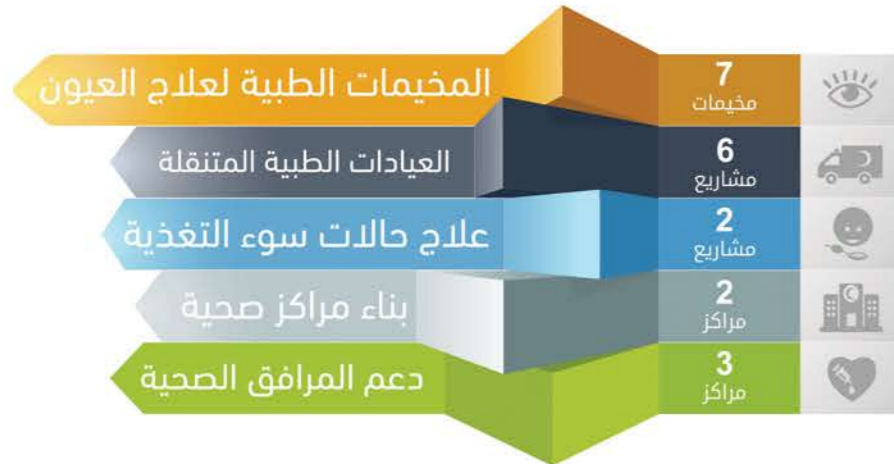 7
مخيمات
المخيمات الطبية لعلاج العيون
6
مشاريع
العيادات الطبية المتنقلة
2
مشاريع
علاج حالات سوء التغذية
2
مراكز
بناء مراكز صحية
3
مراكز
دعم المرافق الصحية